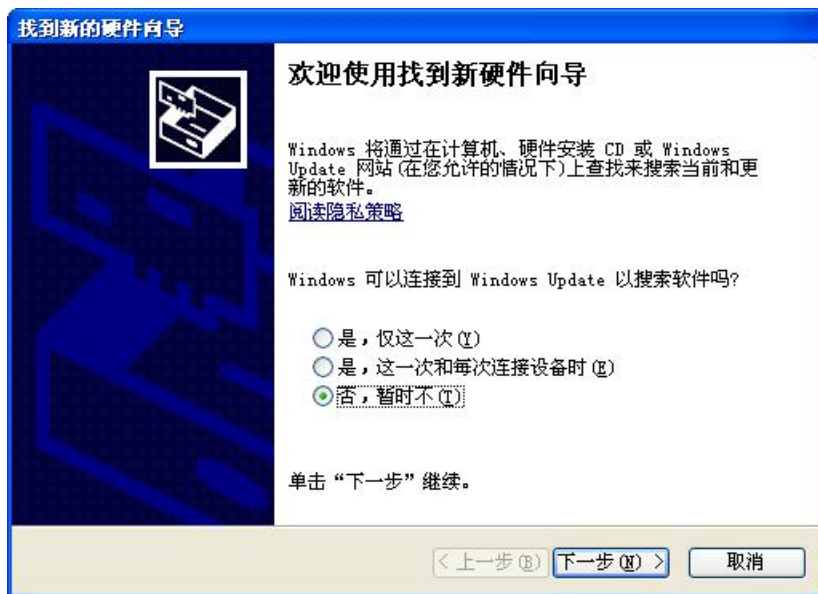 找到新的硬件向导
欢迎使用找到新硬件向导
Windows 将通过在计算机、硬件安装 CD 或 Windows
Update 网站(在您允许的情况下)上查找来搜索当前和更
新的软件。
阅读隐私策略
Windows 可以连接到 Windows Update 以搜索软件吗?
是，仅这一次(Y)
是，这一次和每次连接设备时(E)
否，暂时不(T)
单击“下一步”继续。
< 上一步(B) 下一步(N) > 取消